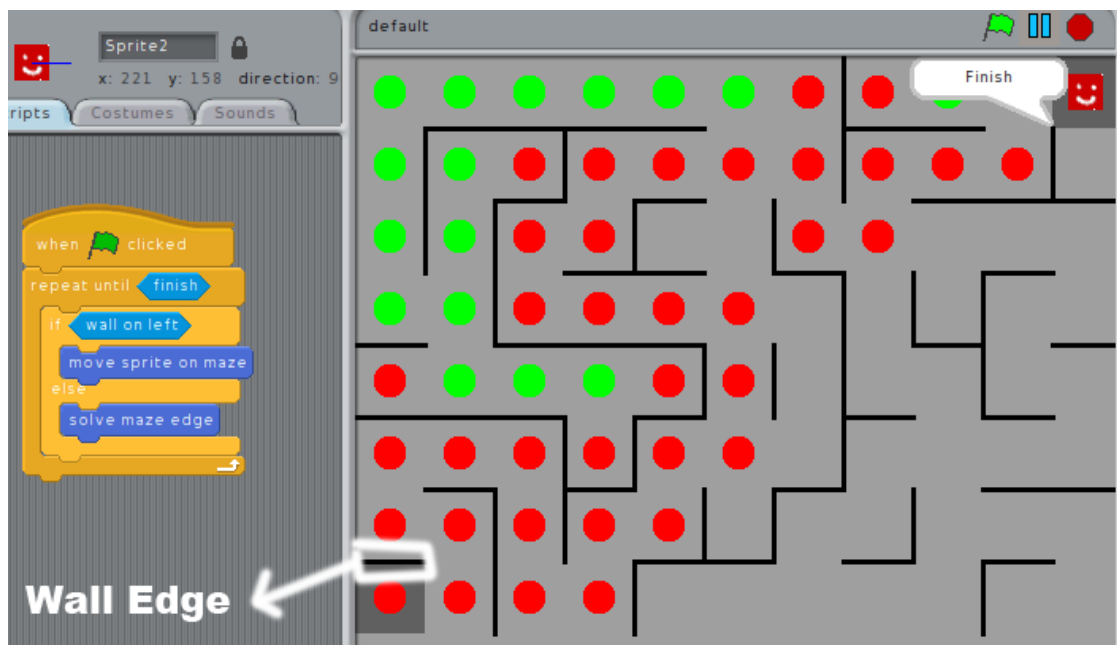 Sprite2
x: 221 y: 158 direction: 9
ripts
Costumes
Sounds
when clicked
repeat until finish
if wall on left
move sprite on maze
else
solve maze edge
Wall Edge
default
Finish